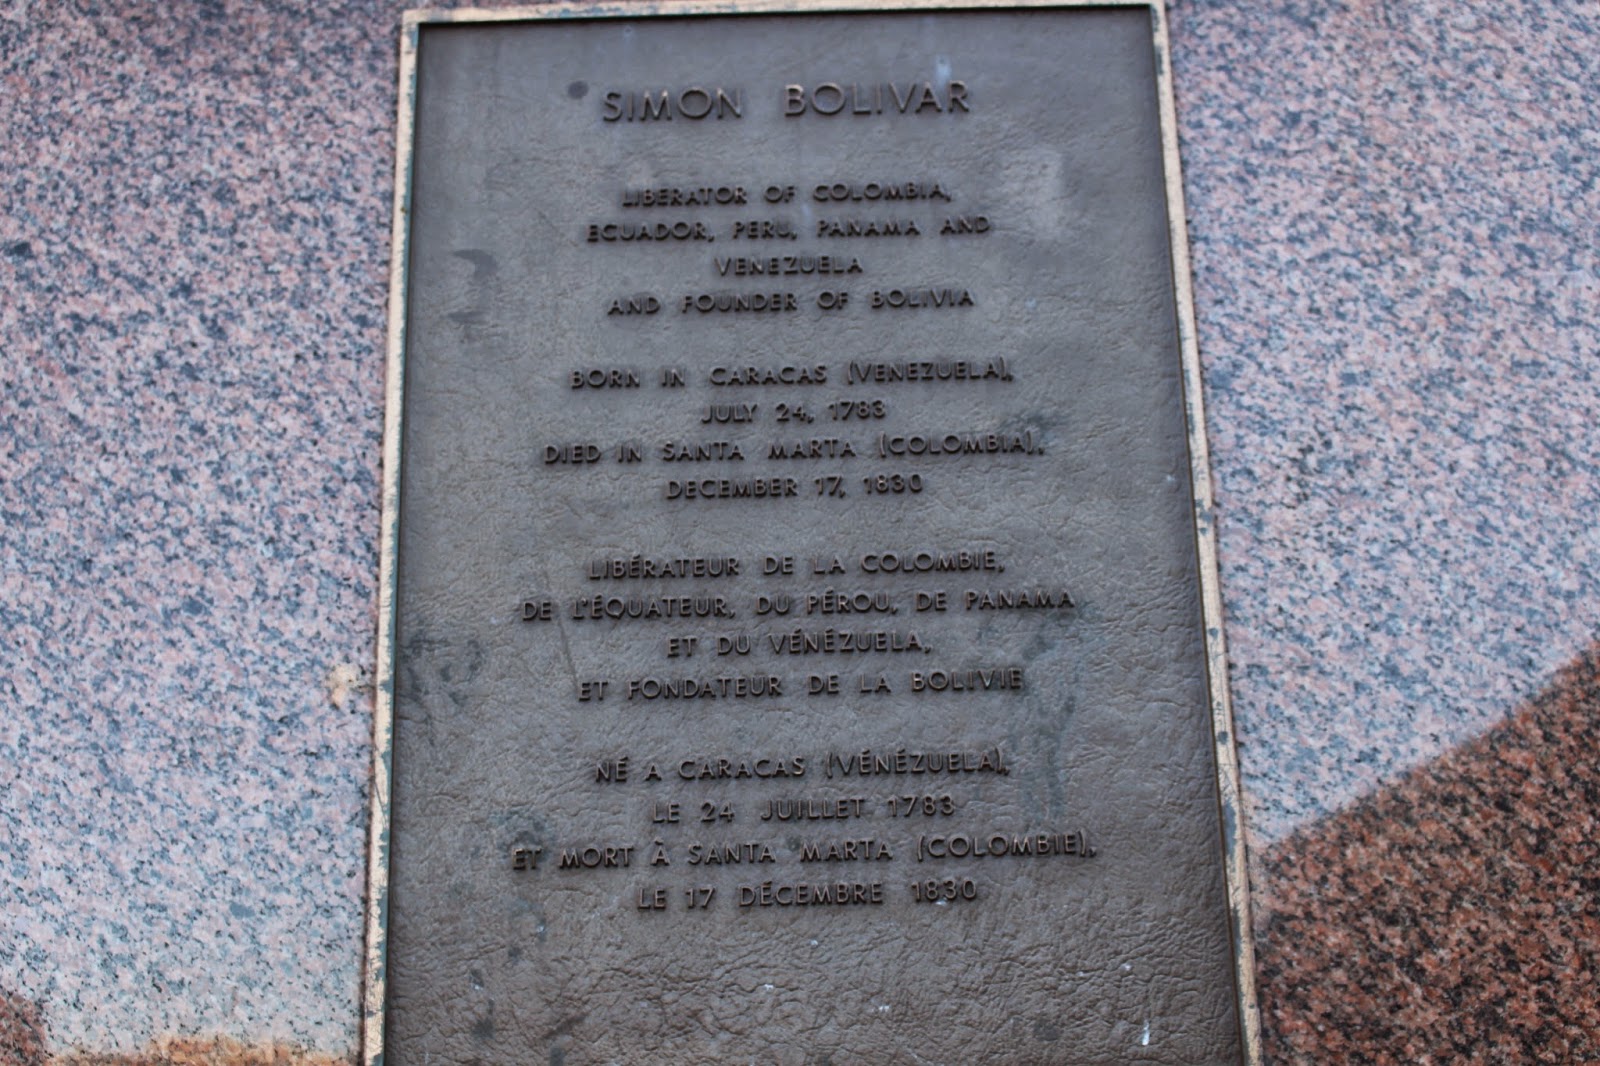 SIMON BOLIVAR
LIBERATOR OF COLOMBIA,
ECUADOR, PERU, PANAMA AND
VENEZUELA
AND FOUNDER OF BOLIVIA
BORN IN CARACAS (VENEZUELA),
JULY 24, 1783
DIED IN SANTA MARTA (COLOMBIA),
DECEMBER 17, 1830
LIBÉRATEUR DE LA COLOMBIE,
DE L'ÉQUATEUR, DU PÉROU, DE PANAMA
ET DU VÉNÉZUELA,
ET FONDATEUR DE LA BOLIVIE
NÉ A CARACAS (VÉNÉZUELA),
LE 24 JUILLET 1783
ET MORT À SANTA MARTA (COLOMBIE),
LE 17 DÉCEMBRE 1830